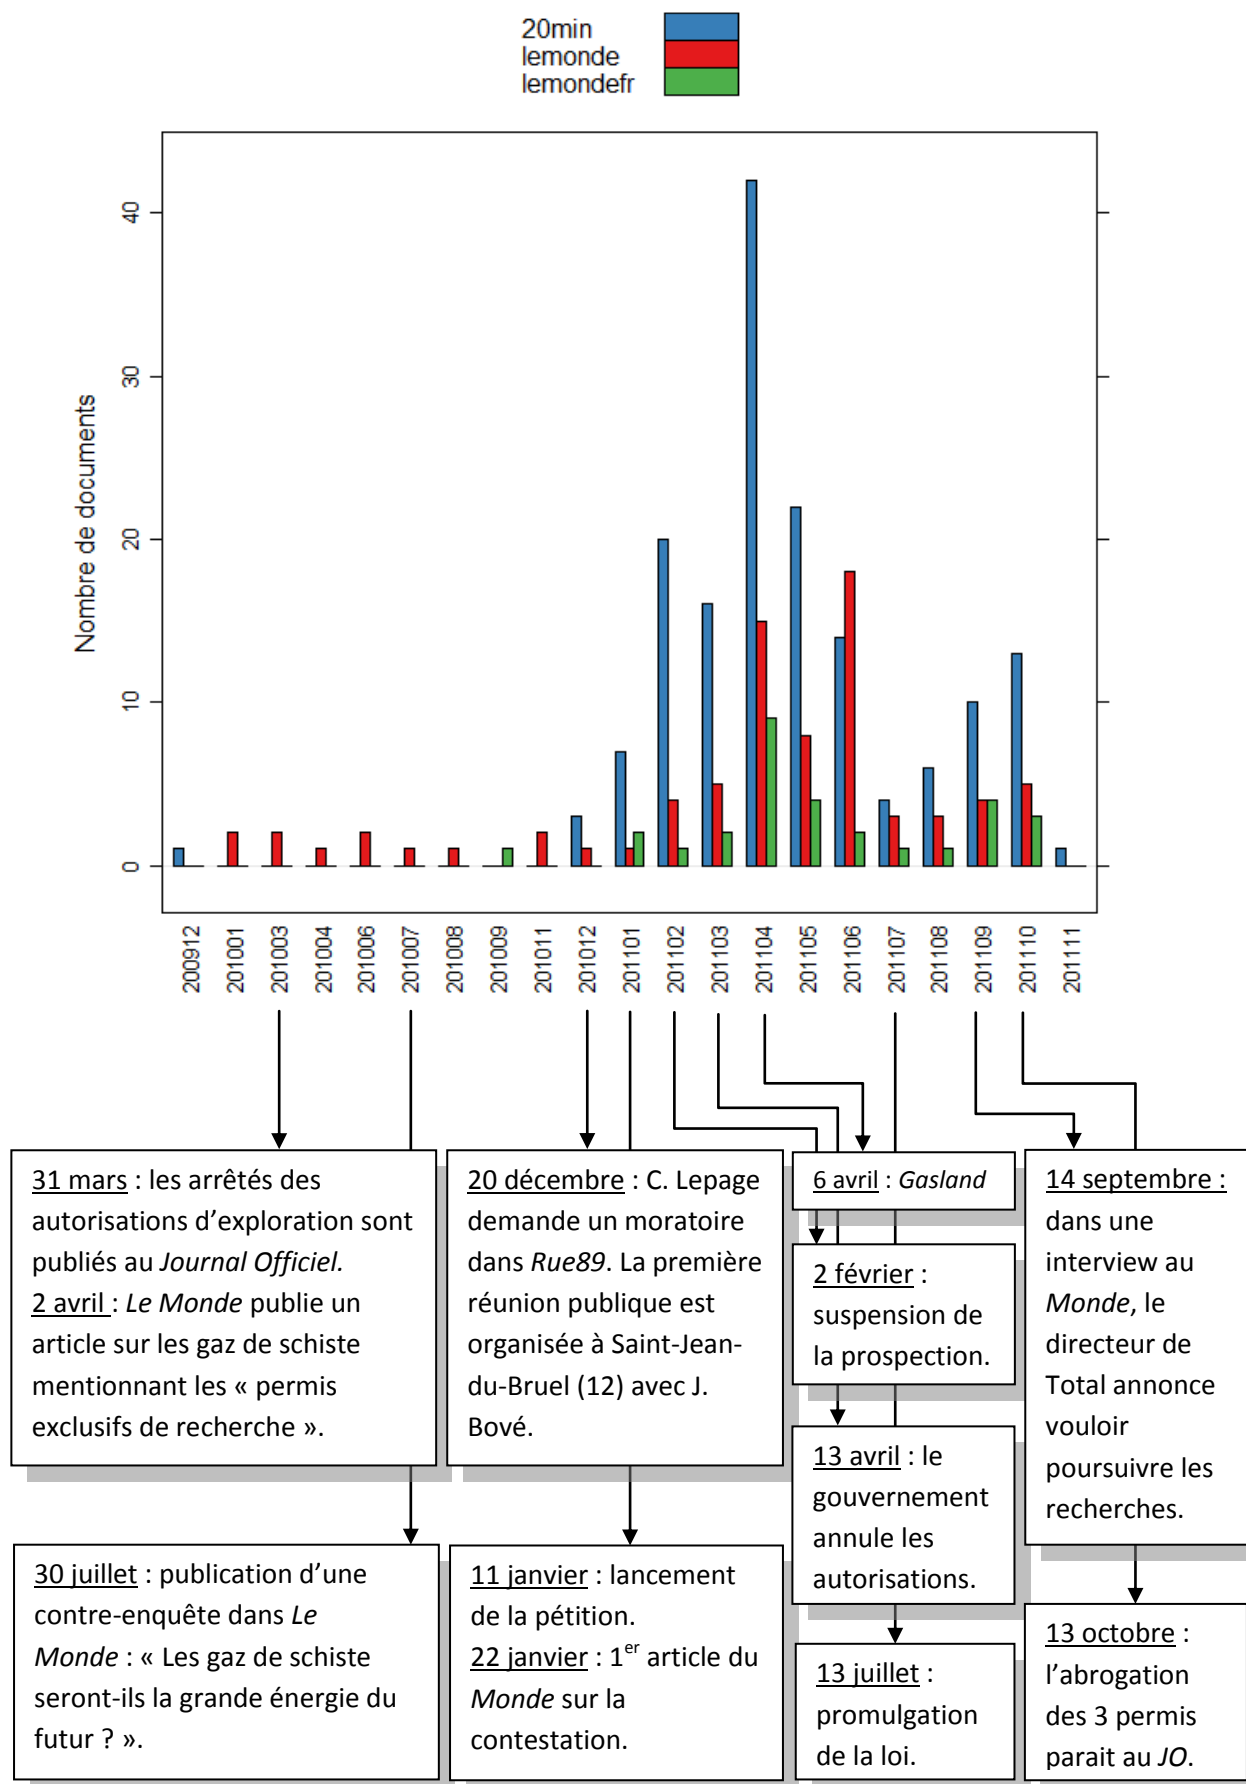 20min
lemonde
lemondefr
Nombre de documents
40
30
20
10
0
200912
201001
201003
201004
201006
201007
201008
201009
201011
201012
201101
201102
201103
201104
201105
201106
201107
201108
201109
201110
201111
31 mars : les arrêtés des
autorisations d’exploration sont
publiés au Journal Officiel.
2 avril : Le Monde publie un
article sur les gaz de schiste
mentionnant les « permis
exclusifs de recherche ».
30 juillet : publication d’une
contre-enquête dans Le
Monde : « Les gaz de schiste
seront-ils la grande énergie du
futur ? ».
20 décembre : C. Lepage
demande un moratoire
dans Rue89. La première
réunion publique est
organisée à Saint-Jean-
du-Bruel (12) avec J.
Bové.
11 janvier : lancement
de la pétition.
22 janvier : 1er article du
Monde sur la
contestation.
6 avril : Gasland
2 février :
suspension de
la prospection.
13 avril : le
gouvernement
annule les
autorisations.
13 juillet :
promulgation
de la loi.
14 septembre :
dans une
interview au
Monde, le
directeur de
Total annonce
vouloir
poursuivre les
recherches.
13 octobre :
l’abrogation
des 3 permis
parait au JO.